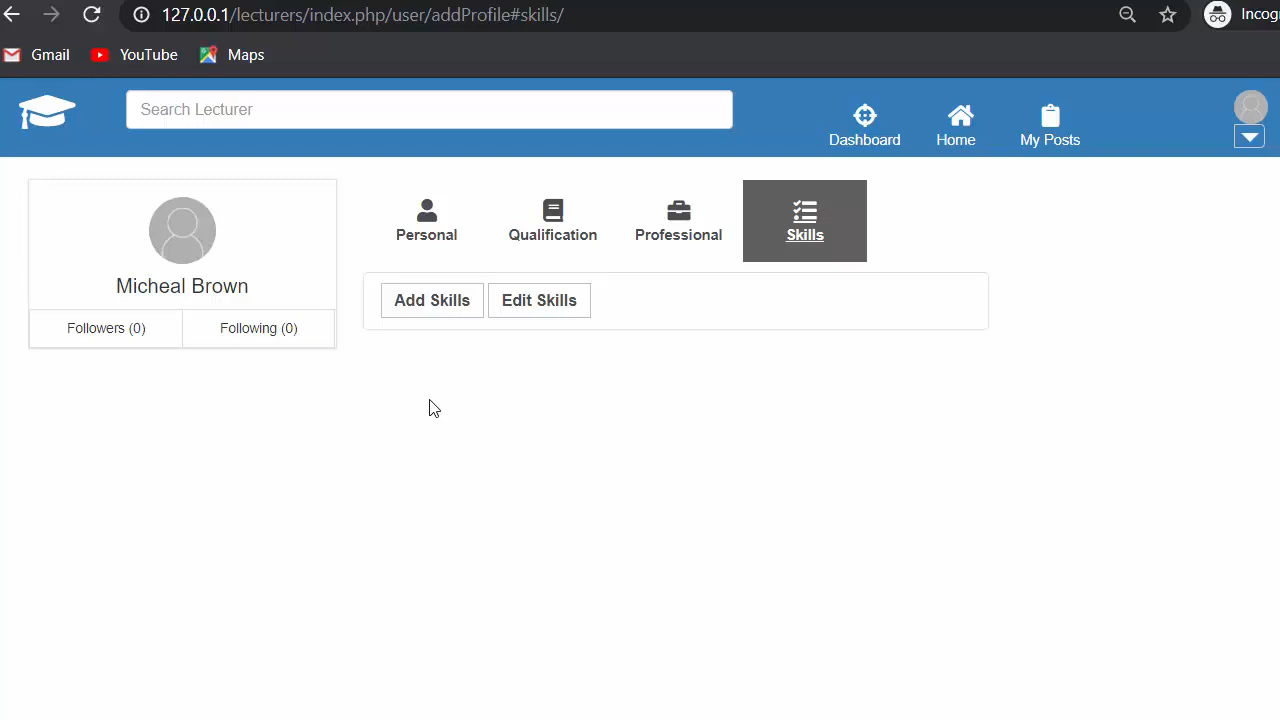 127.0.0.1/lecturers/index.php/user/addProfile#skills/
Incog
Gmail
YouTube
Maps
Search Lecturer
Dashboard
Home
My Posts
Personal
Qualification
Professional
Skills
Micheal Brown
Followers (0)
Following (0)
Add Skills
Edit Skills